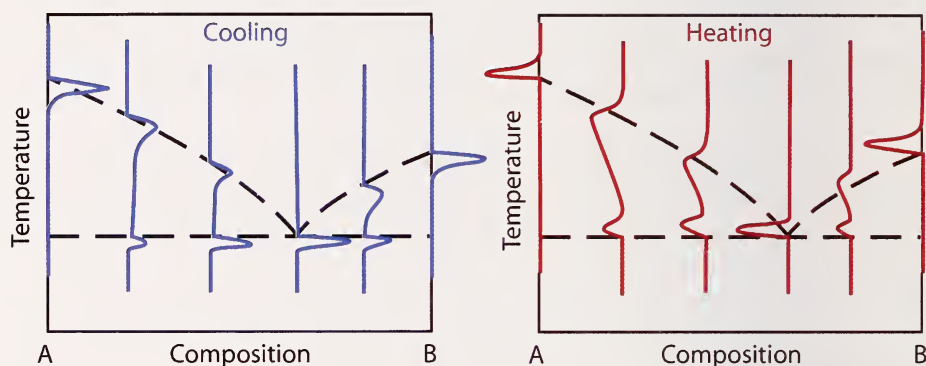 Cooling
Temperature
A
Composition
B
Heating
Temperature
A
Composition
B